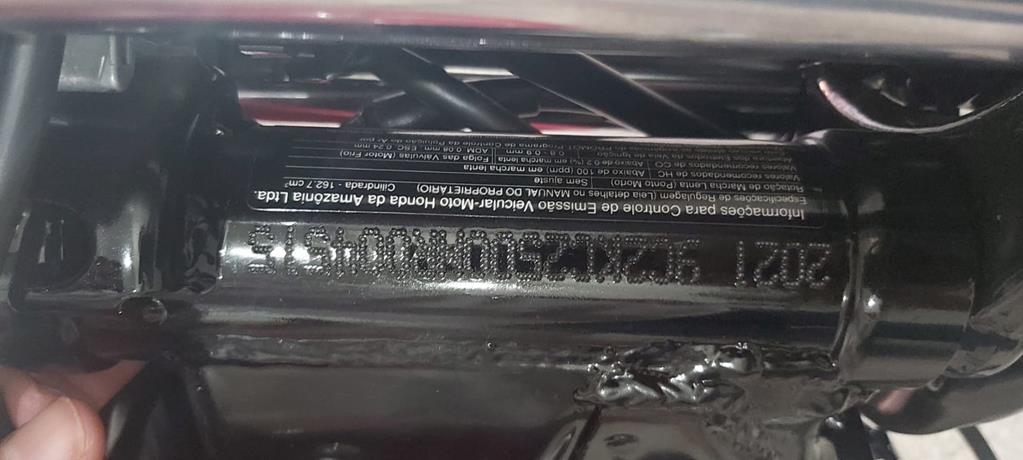 2021
Informações para Controle de Emissão Veicular-Moto Honda da Amazônia Ltda.
Especificações de Regulagem (Leia detalhes no MANUAL DO PROPRIETÁRIO) Cilindrada - 162,7 cm³
Rotação de Marcha Lenta (Ponto Morto) Sem ajuste
Valores recomendados de HC Abaixo de 100 (ppm) em marcha lenta
Valores recomendados de CO Abaixo de 0.2 (%) em marcha lenta Folga das Válvulas (Motor Frio)
Abertura dos Eletrodos da Vela de Ignição 0.8 - 0.9 mm ADM 0.08 mm ESC 0.24 mm